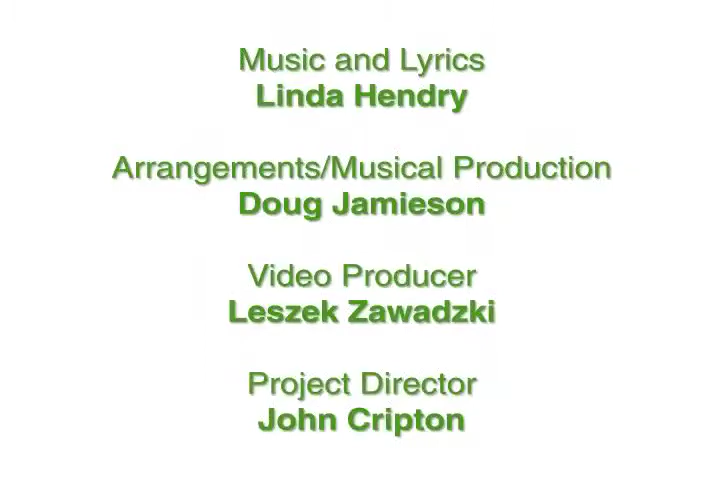 Music and Lyrics
Linda Hendry
Arrangements/Musical Production
Doug Jamieson
Video Producer
Leszek Zawadzki
Project Director
John Cripton